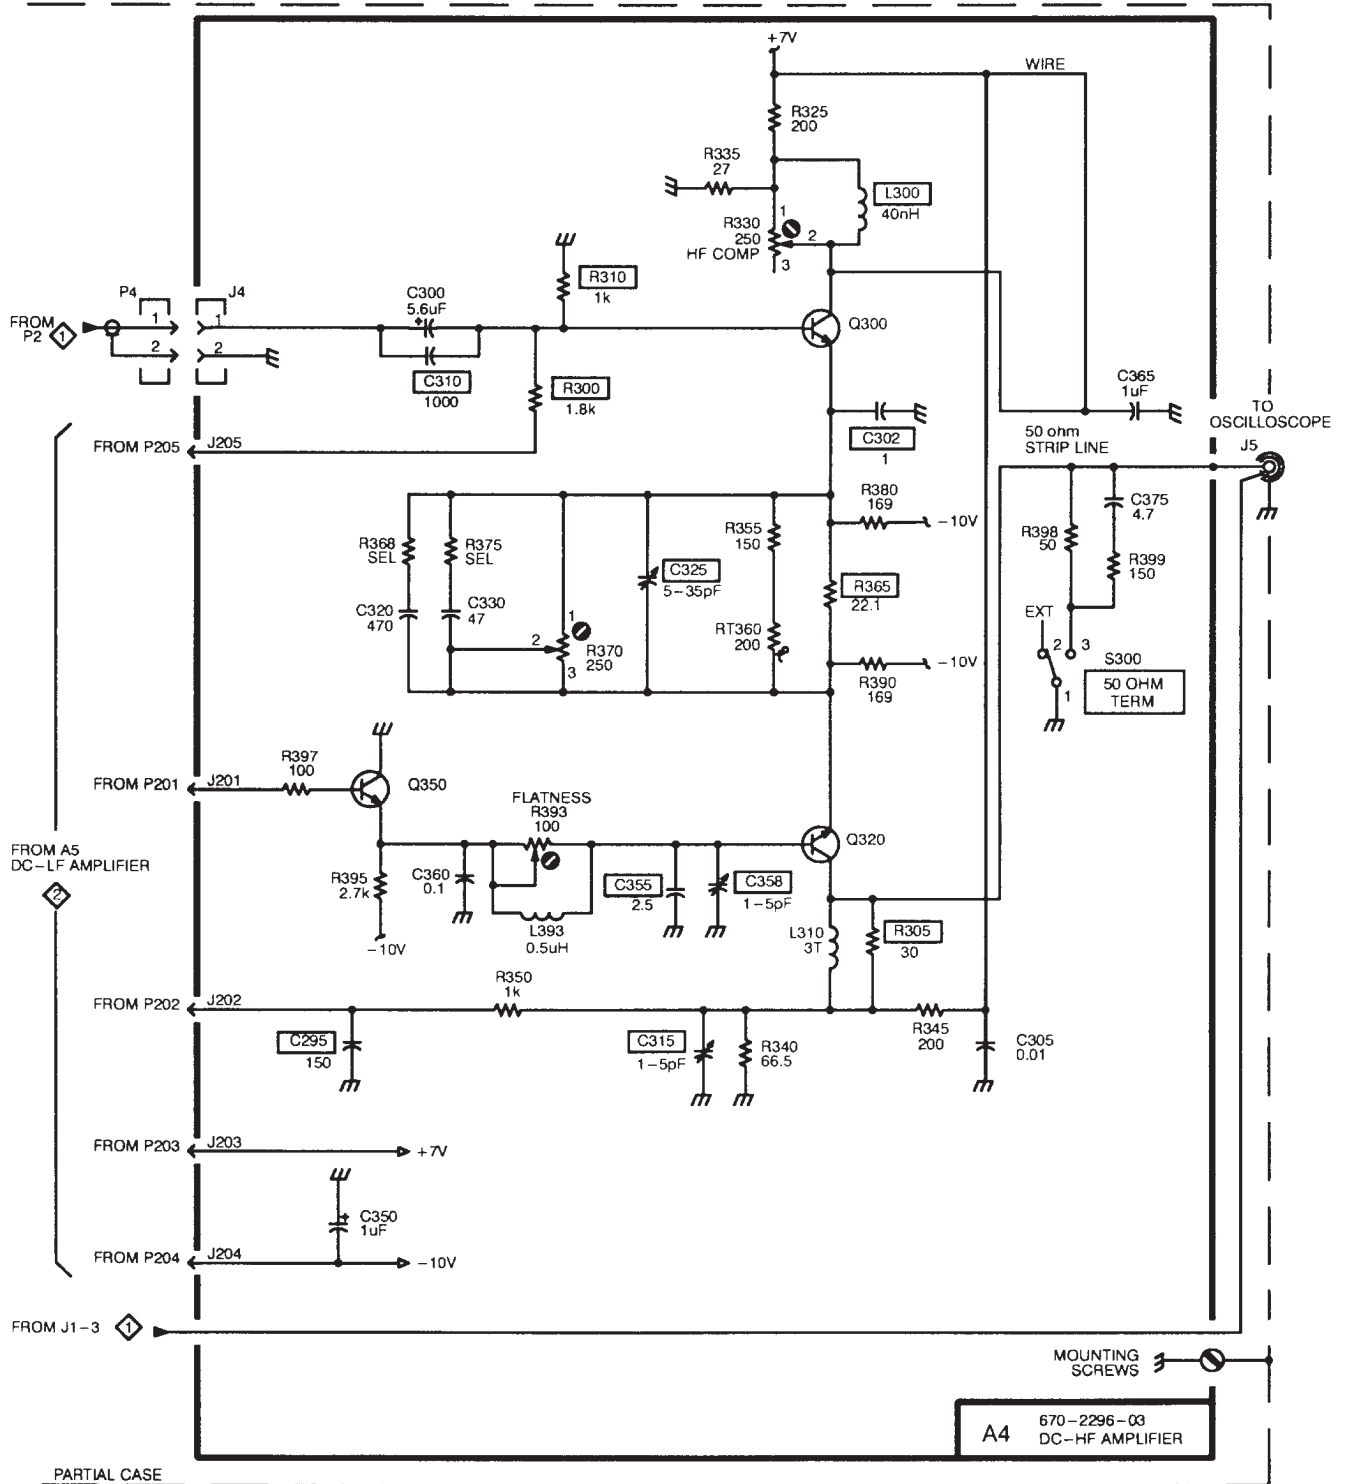 +7V
WIRE
R325
200
R335
27
L300
40nH
1
R330
250
HF COMP
2
3
R310
1k
P4
J4
C300
5.6uF
+
FROM
P2
1
1
1
2
2
Q300
C310
1000
R300
1.8k
C365
1uF
TO
OSCILLOSCOPE
J5
FROM P205
J205
C302
1
50 ohm
STRIP LINE
R380
169
-10V
C375
4.7
R368
SEL
R375
SEL
R355
150
R398
50
R399
150
C325
5-35pF
R365
22.1
C320
470
C330
47
1
2
R370
250
3
RT360
200
EXT
2
3
R390
169
-10V
S300
1
50 OHM
TERM
R397
100
FROM P201
J201
Q350
FLATNESS
R393
100
Q320
FROM A5
DC-LF AMPLIFIER
2
R395
2.7k
C360
0.1
C355
2.5
C358
1-5pF
-10V
L393
0.5uH
L310
3T
R305
30
FROM P202
J202
R350
1k
C295
150
C315
1-5pF
R340
66.5
R345
200
C305
0.01
FROM P203
J203
+7V
+
C350
1uF
FROM P204
J204
-10V
FROM J1-3
1
MOUNTING
SCREWS
A4
670-2296-03
DC-HF AMPLIFIER
PARTIAL CASE